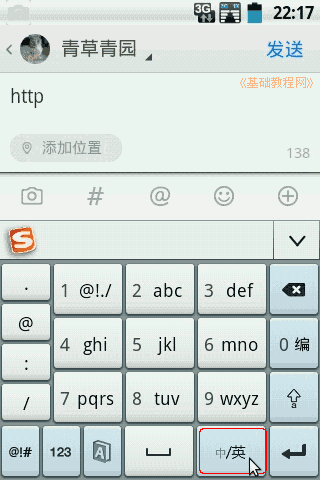 3G 1X 22:17
青草青园 发送
《基础教程网》
http
添加位置
138
# @
S
. 1 @!./ 2 abc 3 def
@ 4 ghi 5 jkl 6 mno 0 编
:
/ 7 pqrs 8 tuv 9 wxyz a
@!# 123 A 中/英